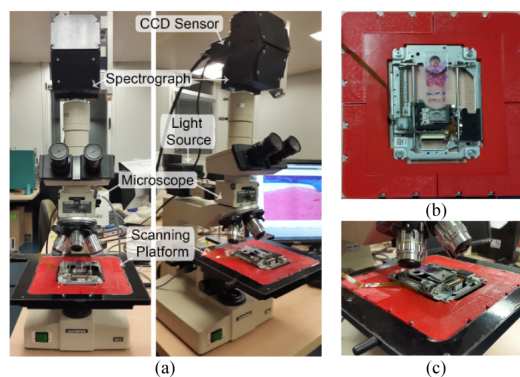 CCD Sensor
Spectrograph
Light
Source
Microscope
Scanning
Platform
(a)
(b)
(c)